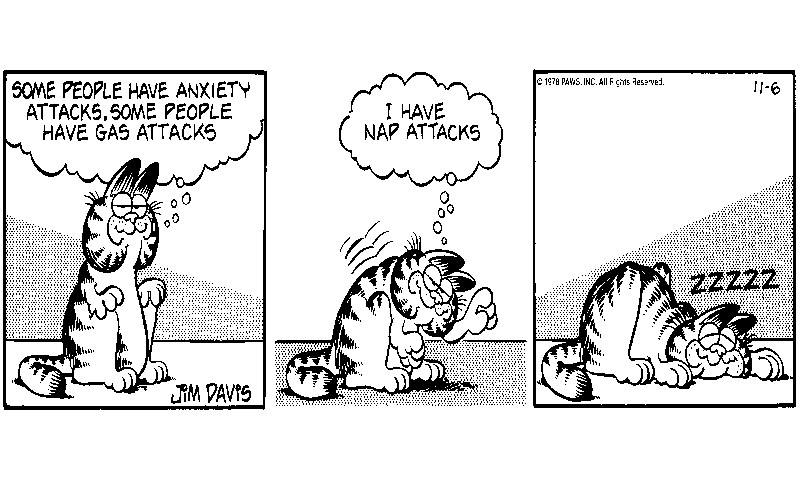 SOME PEOPLE HAVE ANXIETY
ATTACKS. SOME PEOPLE
HAVE GAS ATTACKS
JIM DAVIS
I HAVE
NAP ATTACKS
© 1978 PAWS, INC. All Rights Reserved.
11-6
ZZZZZ